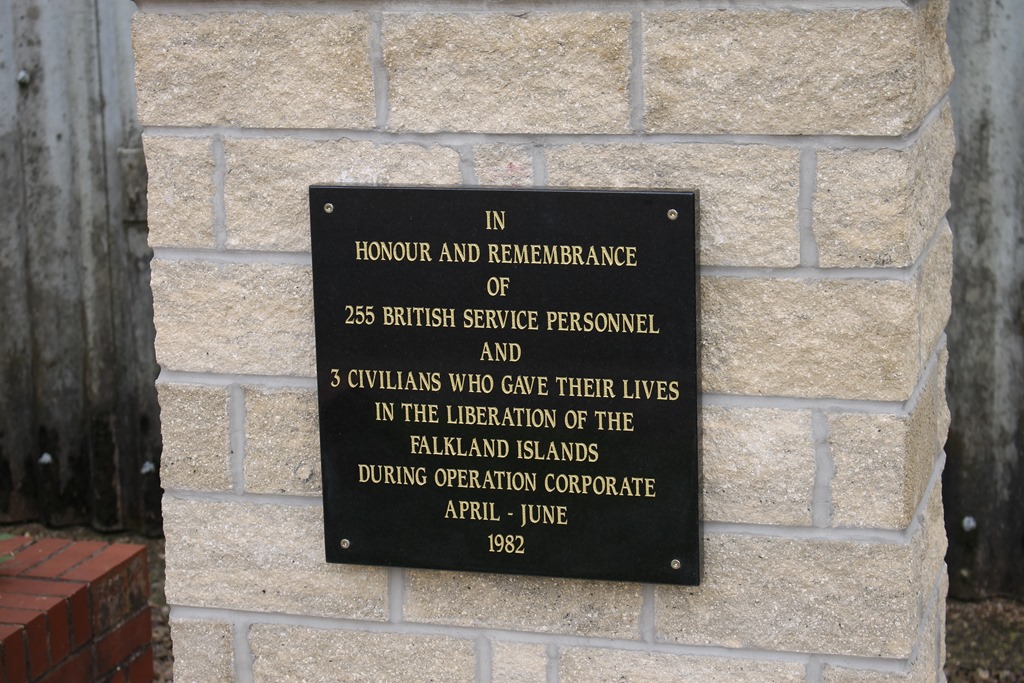 IN
HONOUR AND REMEMBRANCE
OF
255 BRITISH SERVICE PERSONNEL
AND
3 CIVILIANS WHO GAVE THEIR LIVES
IN THE LIBERATION OF THE
FALKLAND ISLANDS
DURING OPERATION CORPORATE
APRIL - JUNE
1982